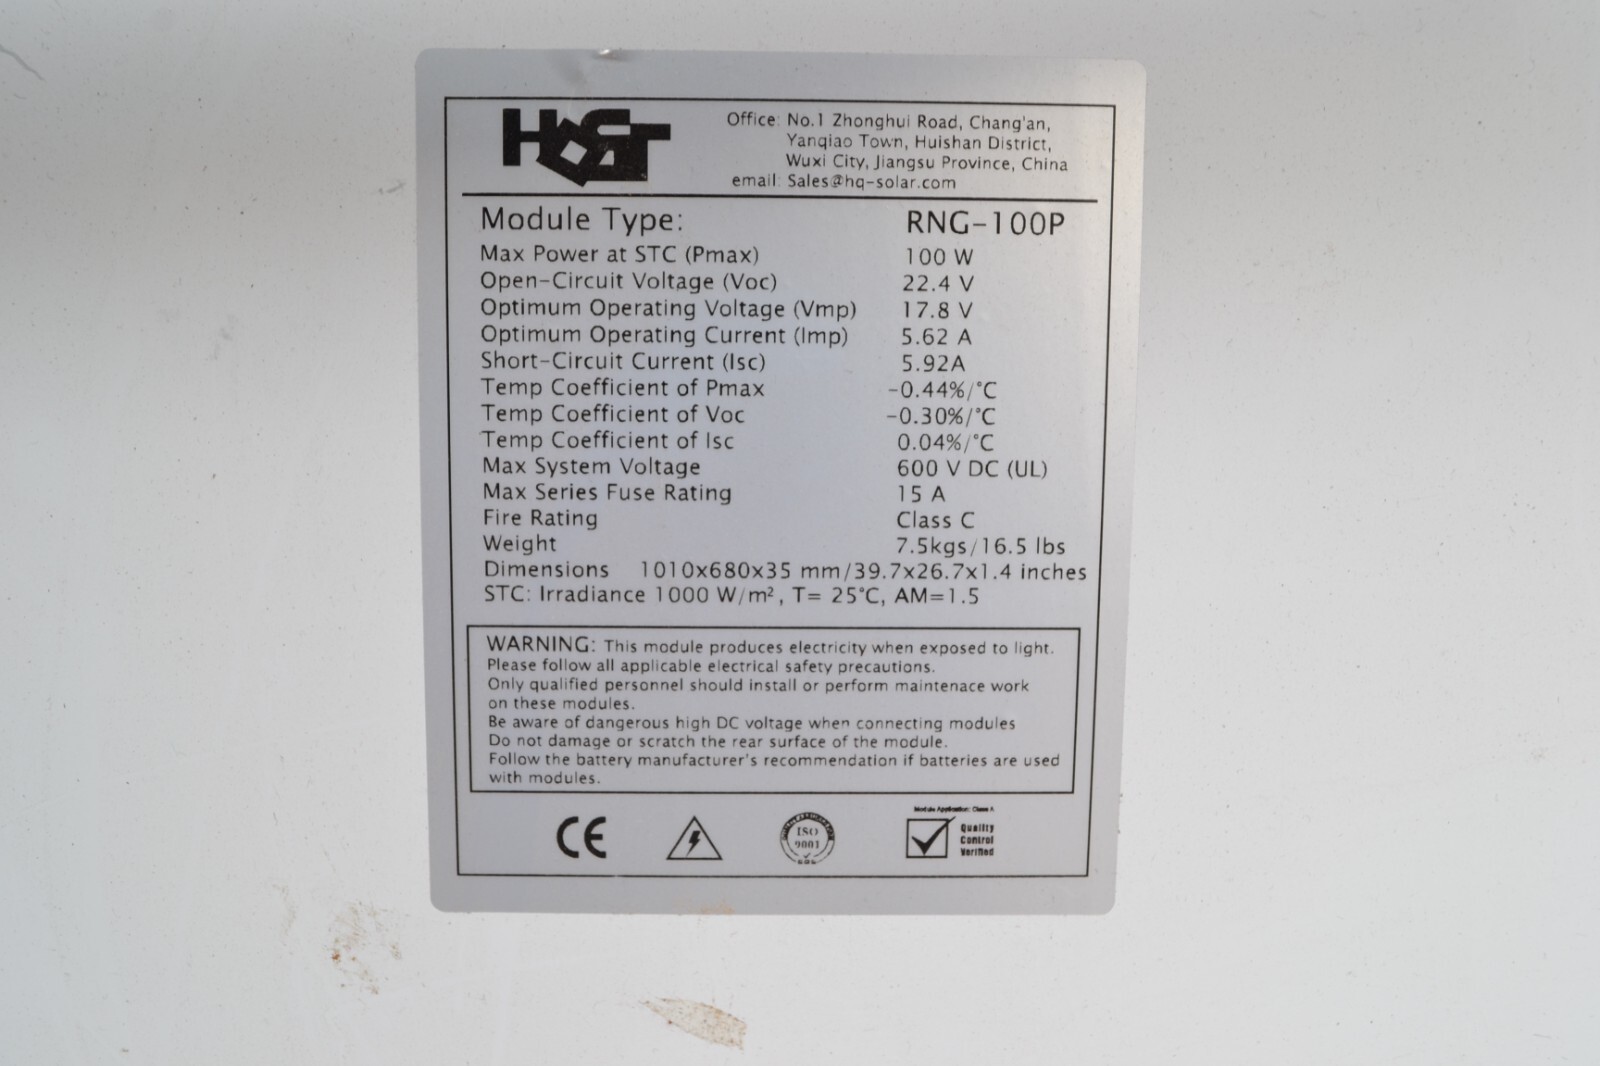 HQST
Office: No.1 Zhonghui Road, Chang'an,
Yanqiao Town, Huishan District,
Wuxi City, Jiangsu Province, China
email: Sales@hq-solar.com
Module Type: RNG-100P
Max Power at STC (Pmax) 100 W
Open-Circuit Voltage (Voc) 22.4 V
Optimum Operating Voltage (Vmp) 17.8 V
Optimum Operating Current (Imp) 5.62 A
Short-Circuit Current (Isc) 5.92A
Temp Coefficient of Pmax -0.44%/°C
Temp Coefficient of Voc -0.30%/°C
Temp Coefficient of Isc 0.04%/°C
Max System Voltage 600 V DC (UL)
Max Series Fuse Rating 15 A
Fire Rating Class C
Weight 7.5kgs/16.5 lbs
Dimensions 1010x680x35 mm/39.7x26.7x1.4 inches
STC: Irradiance 1000 W/m², T= 25°C, AM=1.5
WARNING: This module produces electricity when exposed to light.
Please follow all applicable electrical safety precautions.
Only qualified personnel should install or perform maintenace work
on these modules.
Be aware of dangerous high DC voltage when connecting modules
Do not damage or scratch the rear surface of the module.
Follow the battery manufacturer's recommendation if batteries are used
with modules.
CE
ISO
9001
Module Application: Class A
Quality
Control
Verified